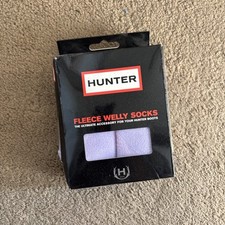 HUNTER
FLEECE WELLY SOCKS
THE ULTIMATE ACCESSORY FOR YOUR HUNTER BOOTS
H